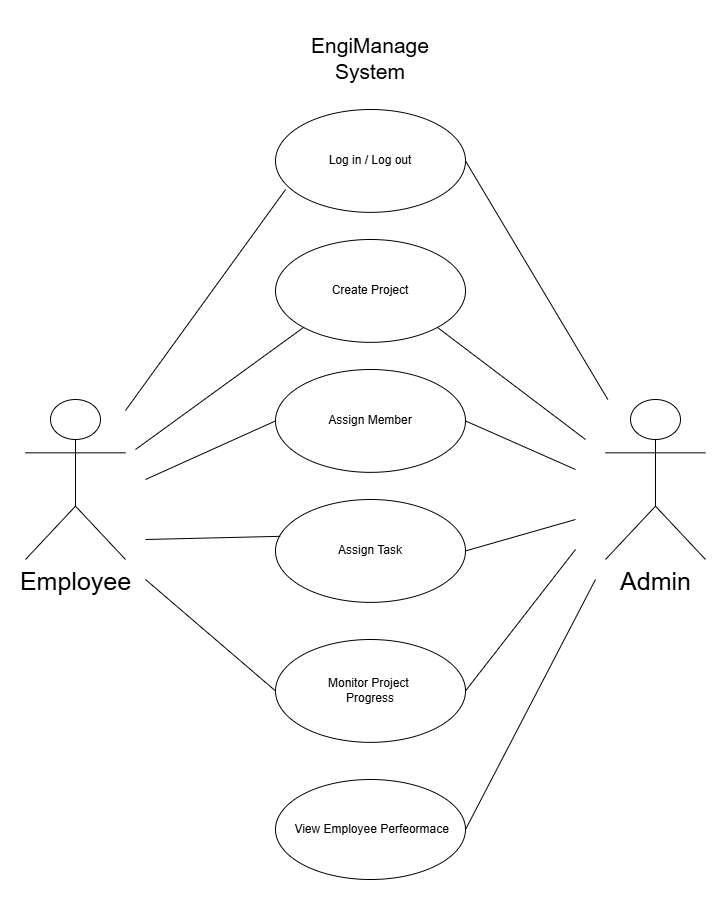 EngiManage
System
Log in / Log out
Create Project
Assign Member
Assign Task
Employee
Admin
Monitor Project
Progress
View Employee Perfeormace